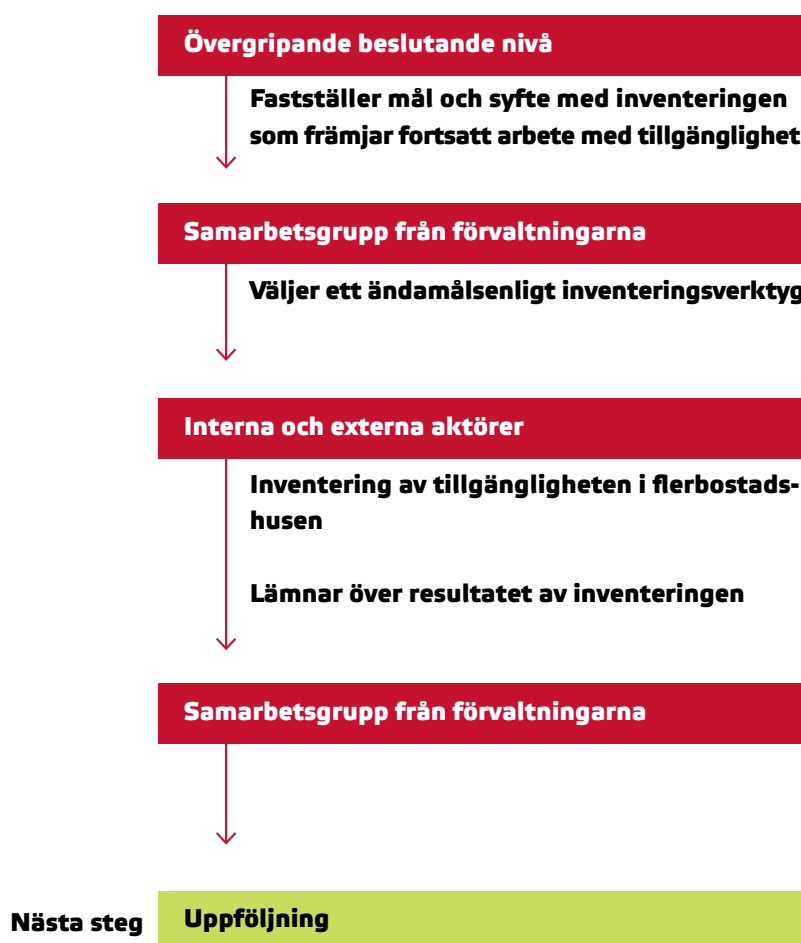 Övergripande beslutande nivå
Fastställer mål och syfte med inventeringen
som främjar fortsatt arbete med tillgänglighet
Samarbetsgrupp från förvaltningarna
Väljer ett ändamålsenligt inventeringsverktyg
Interna och externa aktörer
Inventering av tillgängligheten i flerbostads-
husen
Lämnar över resultatet av inventeringen
Samarbetsgrupp från förvaltningarna
Nästa steg
Uppföljning